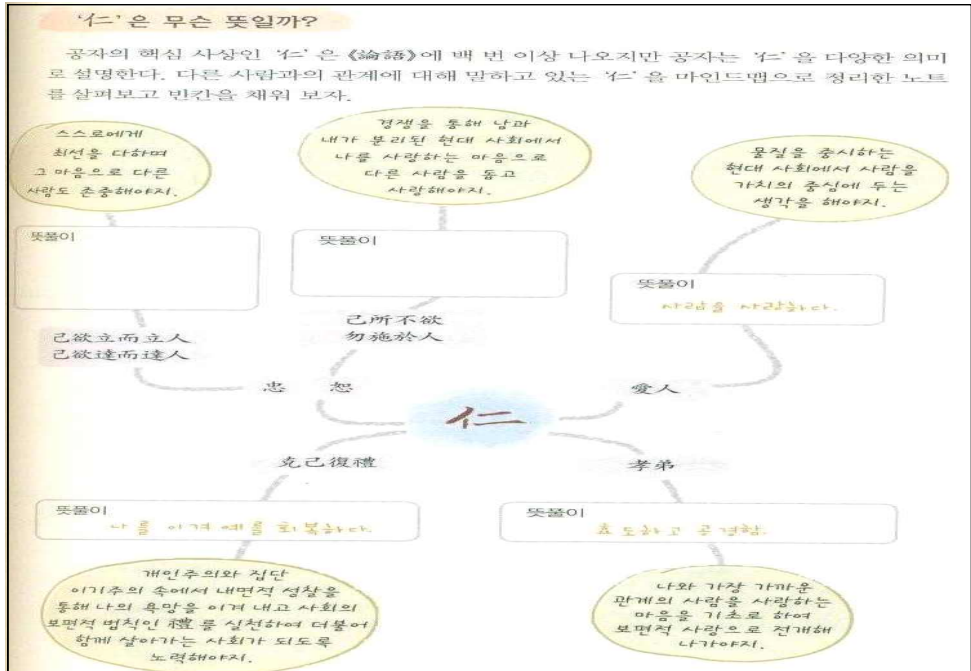 ‘仁’은 무슨 뜻일까?
공자의 핵심 사상인 ‘仁’은 《論語》에 백 번 이상 나오지만 공자는 ‘仁’을 다양한 의미
로 설명한다. 다른 사람과의 관계에 대해 말하고 있는 ‘仁’을 마인드맵으로 정리한 노트
를 살펴보고 빈칸을 채워 보자.
스스로에게
최선을 다하며
그 마음으로 다른
사람도 존중해야지.
경쟁을 통해 남과
내가 분리된 현대 사회에서
나를 사랑하는 마음으로
다른 사람을 돕고
사랑해야지.
물질을 중시하는
현대 사회에서 사람을
가치의 중심에 두는
생각을 해야지.
뜻풀이
뜻풀이
뜻풀이
사람을 사랑하다.
己欲立而立人
己欲達而達人
己所不欲
勿施於人
忠 恕
愛人
仁
克己復禮
孝弟
뜻풀이
나를 이겨 예를 회복하다.
뜻풀이
효도하고 공경함.
개인주의와 집단
이기주의 속에서 내면적 성찰을
통해 나의 욕망을 이겨 내고 사회의
보편적 법칙인 禮를 실천하여 더불어
함께 살아가는 사회가 되도록
노력해야지.
나와 가장 가까운
관계의 사람을 사랑하는
마음을 기초로 하여
보편적 사랑으로 전개해
나가야지.